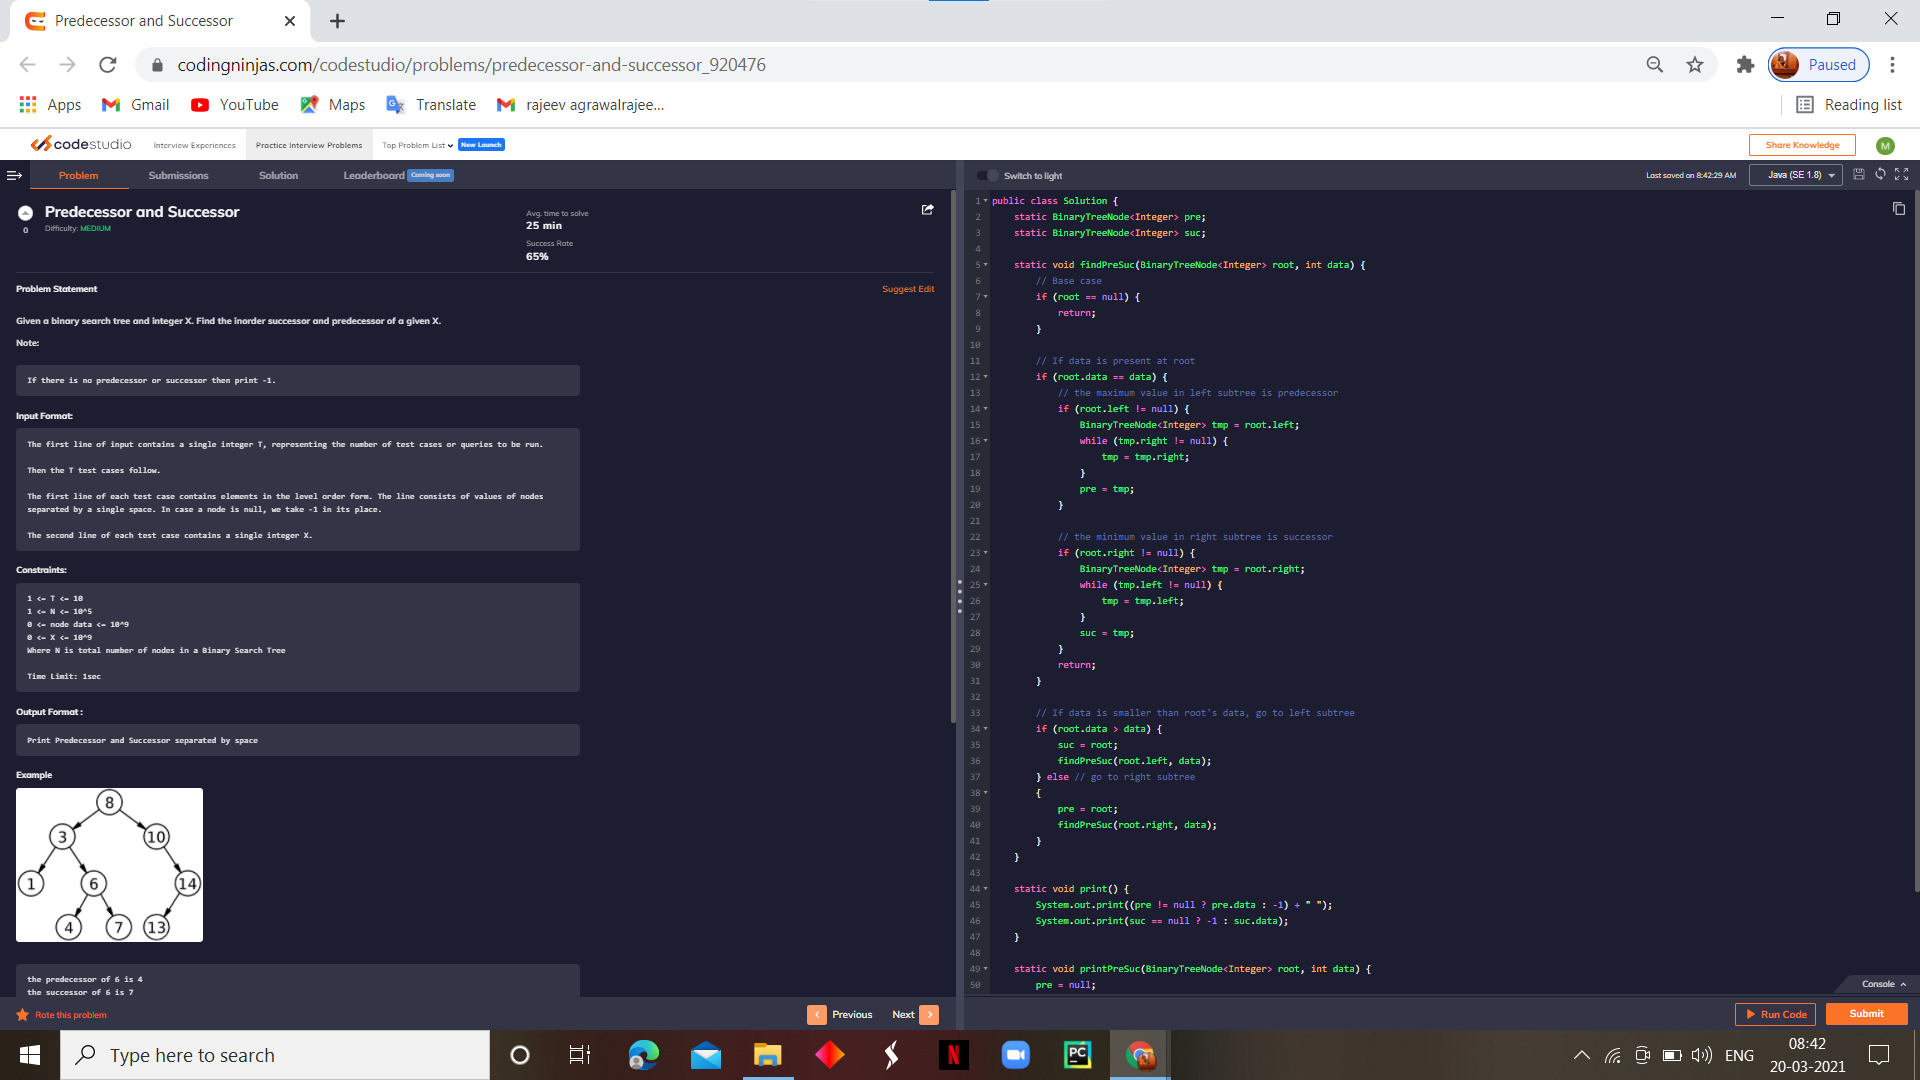 Predecessor and Successor
codingninjas.com/codestudio/problems/predecessor-and-successor_920476
Paused
Apps
Gmail
YouTube
Maps
Translate
rajeev agrawalrajee...
Reading list
codestudio
Interview Experiences
Practice Interview Problems
Top Problem List
New Launch
Share Knowledge
M
Problem
Submissions
Solution
Leaderboard
Coming soon
Switch to light
Last saved on 8:42:29 AM
Java (SE 1.8)
0
Predecessor and Successor
Difficulty: MEDIUM
Avg. time to solve
25 min
Success Rate
65%
Problem Statement
Suggest Edit
Given a binary search tree and integer X. Find the inorder successor and predecessor of a given X.
Note:
If there is no predecessor or successor then print -1.
Input Format:
The first line of input contains a single integer T, representing the number of test cases or queries to be run.
Then the T test cases follow.
The first line of each test case contains elements in the level order form. The line consists of values of nodes
separated by a single space. In case a node is null, we take -1 in its place.
The second line of each test case contains a single integer X.
Constraints:
1 <= T <= 10
1 <= N <= 10^5
0 <= node data <= 10^9
0 <= X <= 10^9
Where N is total number of nodes in a Binary Search Tree
Time Limit: 1sec
Output Format :
Print Predecessor and Successor separated by space
Example
8
3 10
1 6 14
4 7 13
the predecessor of 6 is 4
the successor of 6 is 7
Rate this problem
Previous
Next
1 public class Solution {
2 static BinaryTreeNode<Integer> pre;
3 static BinaryTreeNode<Integer> suc;
4
5 static void findPreSuc(BinaryTreeNode<Integer> root, int data) {
6 // Base case
7 if (root == null) {
8 return;
9 }
10
11 // If data is present at root
12 if (root.data == data) {
13 // the maximum value in left subtree is predecessor
14 if (root.left != null) {
15 BinaryTreeNode<Integer> tmp = root.left;
16 while (tmp.right != null) {
17 tmp = tmp.right;
18 }
19 pre = tmp;
20 }
21
22 // the minimum value in right subtree is successor
23 if (root.right != null) {
24 BinaryTreeNode<Integer> tmp = root.right;
25 while (tmp.left != null) {
26 tmp = tmp.left;
27 }
28 suc = tmp;
29 }
30 return;
31 }
32
33 // If data is smaller than root's data, go to left subtree
34 if (root.data > data) {
35 suc = root;
36 findPreSuc(root.left, data);
37 } else // go to right subtree
38 {
39 pre = root;
40 findPreSuc(root.right, data);
41 }
42 }
43
44 static void print() {
45 System.out.print((pre != null ? pre.data : -1) + " ");
46 System.out.print(suc == null ? -1 : suc.data);
47 }
48
49 static void printPreSuc(BinaryTreeNode<Integer> root, int data) {
50 pre = null;
Console
Run Code
Submit
Type here to search
N
PC
ENG
08:42
20-03-2021